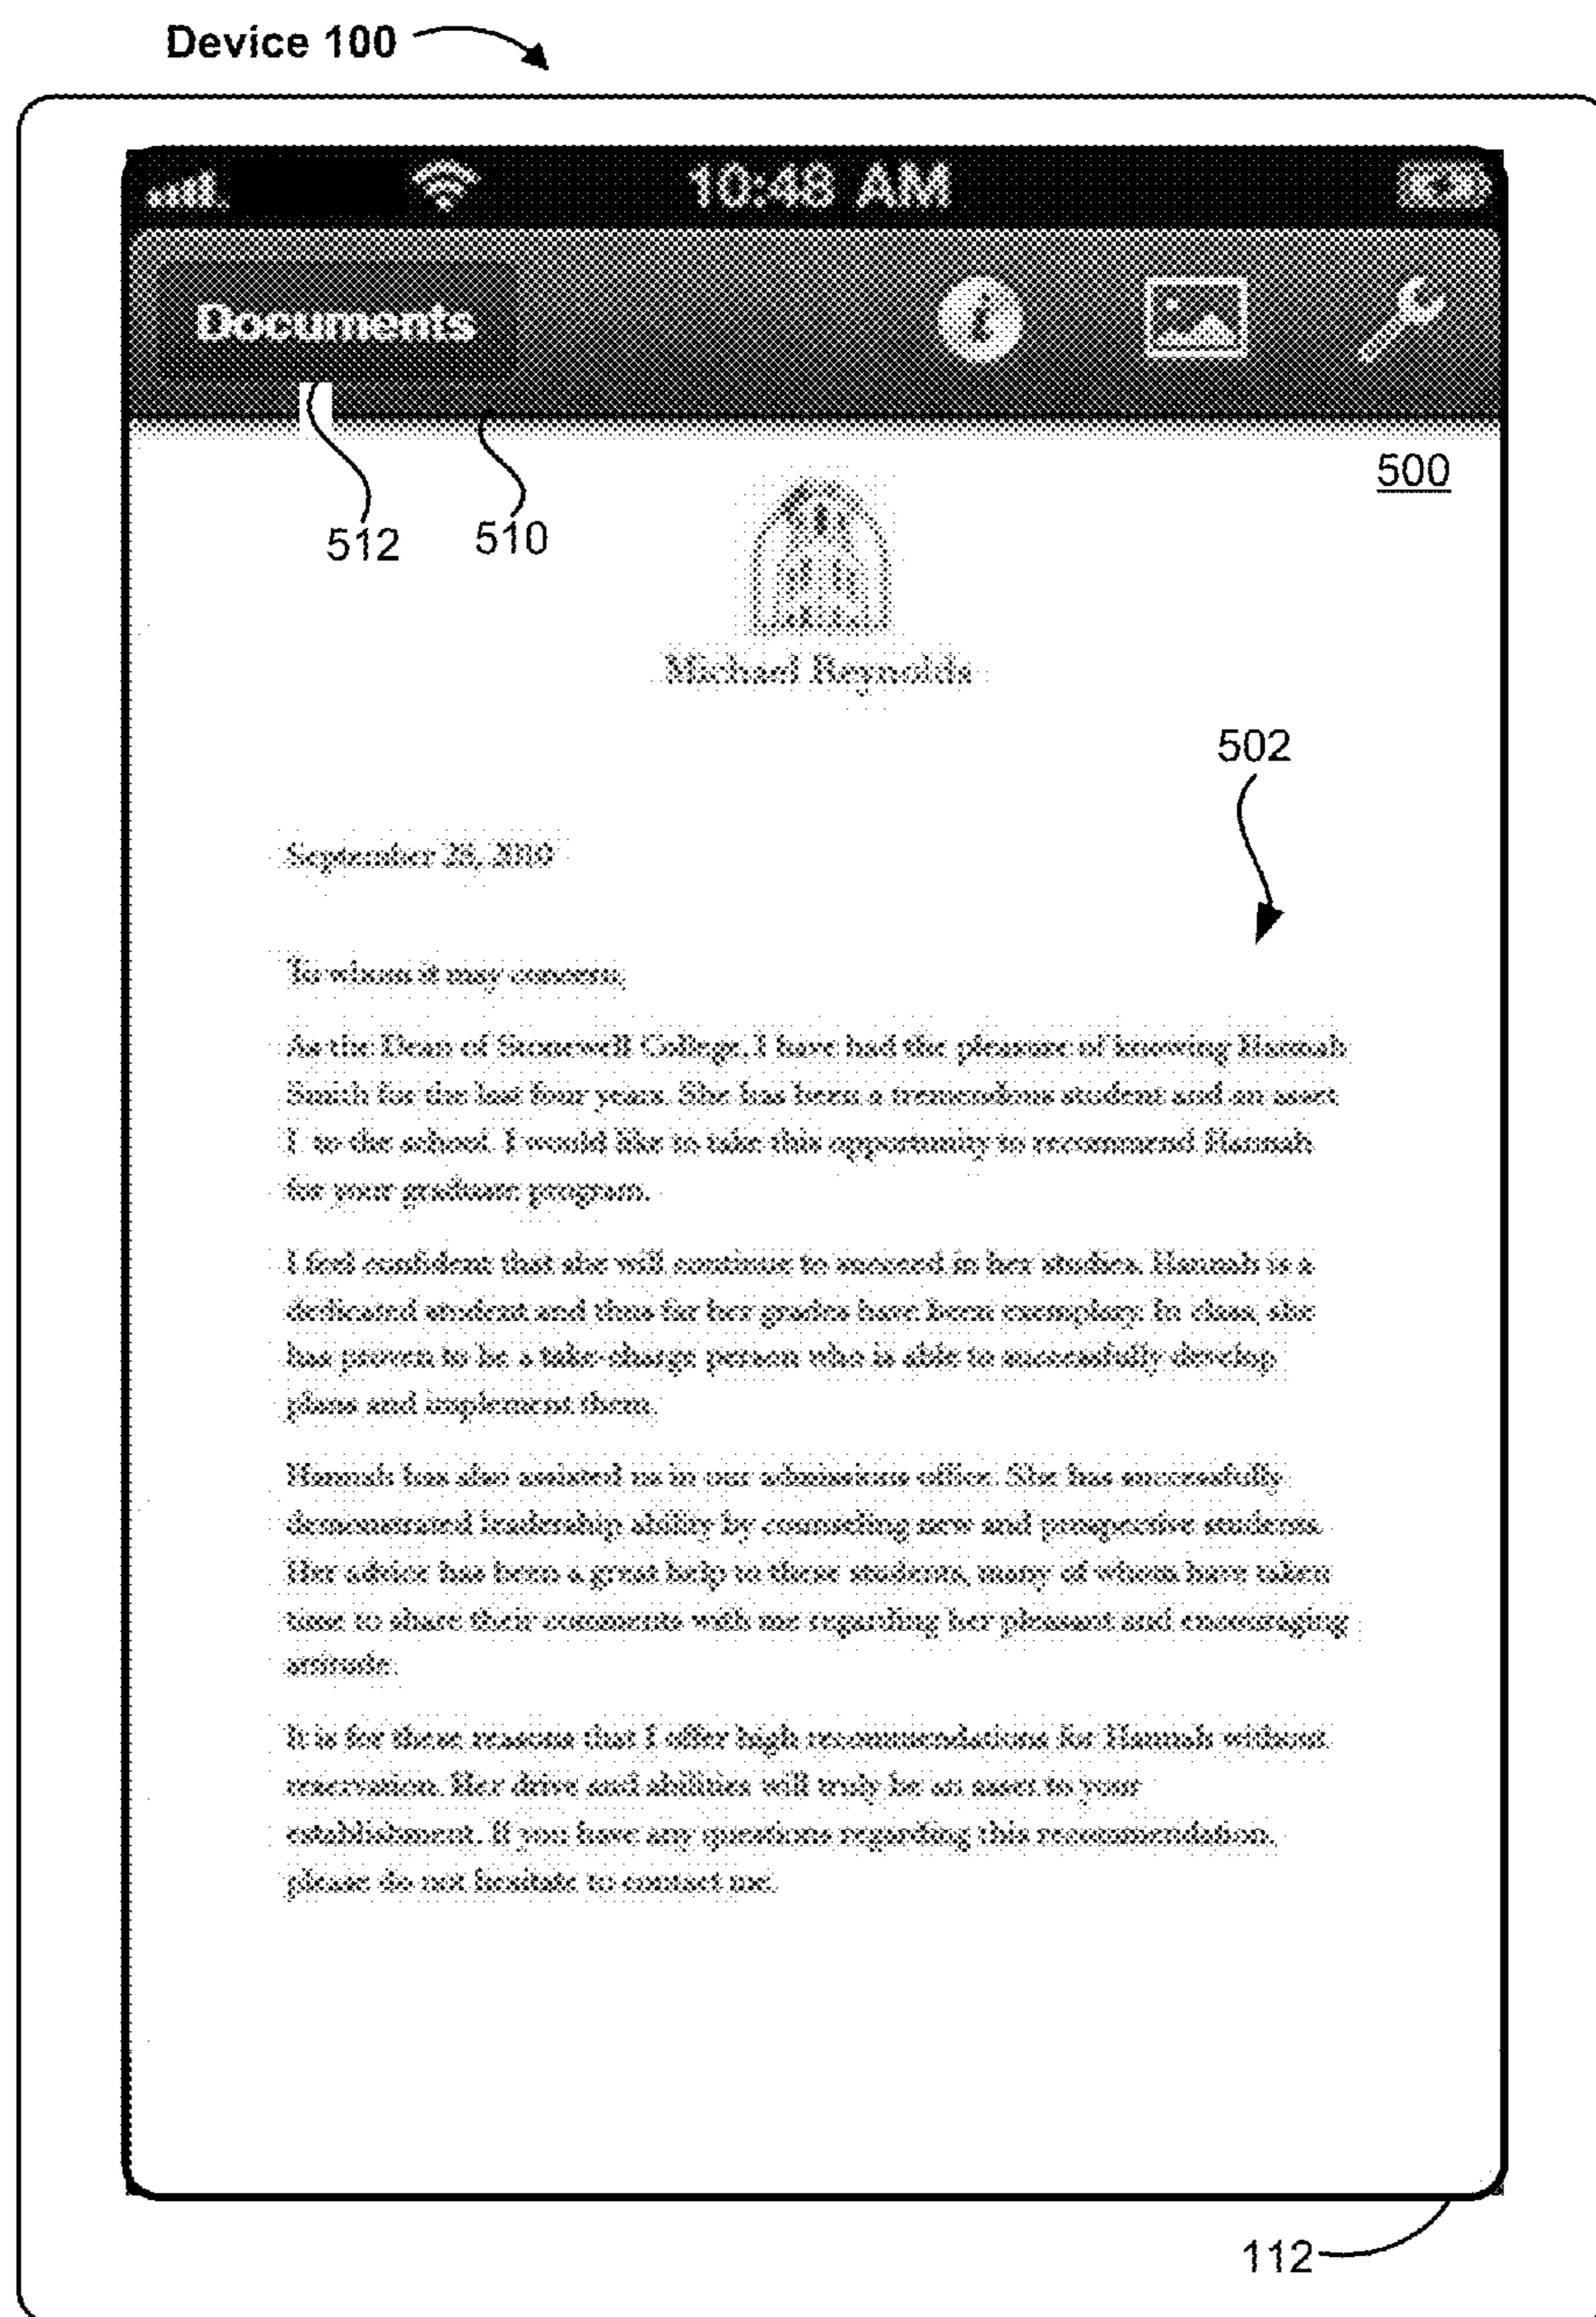 Device 100
10:48 AM
Documents
500
512
510
Michael Reynolds
502
September 28, 2010
To whom it may concern,
As the Dean of Stonewell College, I have had the pleasure of knowing Hannah
Smith for the last four years. She has been a tremendous student and an asset
I to the school. I would like to take this opportunity to recommend Hannah
for your graduate program.
I feel confident that she will continue to succeed in her studies. Hannah is a
dedicated student and thus far her grades have been exemplary. In class, she
has proven to be a take-charge person who is able to successfully develop
plans and implement them.
Hannah has also assisted us in our admissions office. She has successfully
demonstrated leadership ability by counseling new and prospective students.
Her advice has been a great help to these students, many of whom have taken
time to share their comments with me regarding her pleasant and encouraging
attitude.
It is for these reasons that I offer high recommendations for Hannah without
reservation. Her drive and abilities will truly be an asset to your
establishment. If you have any questions regarding this recommendation,
please do not hesitate to contact me.
112